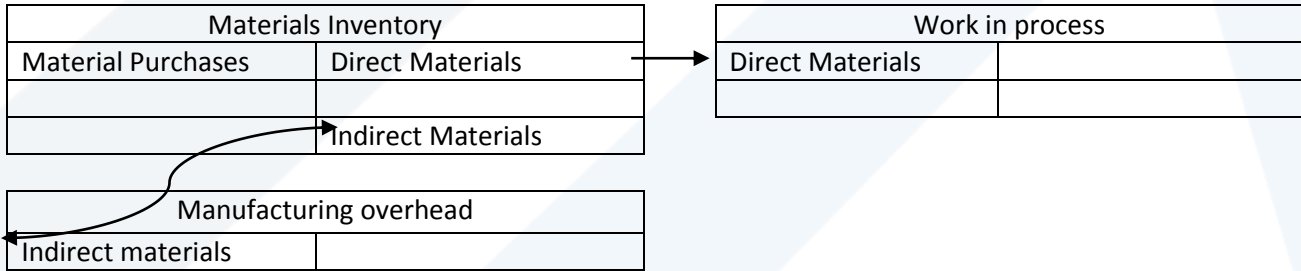 Materials Inventory
Material Purchases Direct Materials
Indirect Materials
Work in process
Direct Materials
Manufacturing overhead
Indirect materials